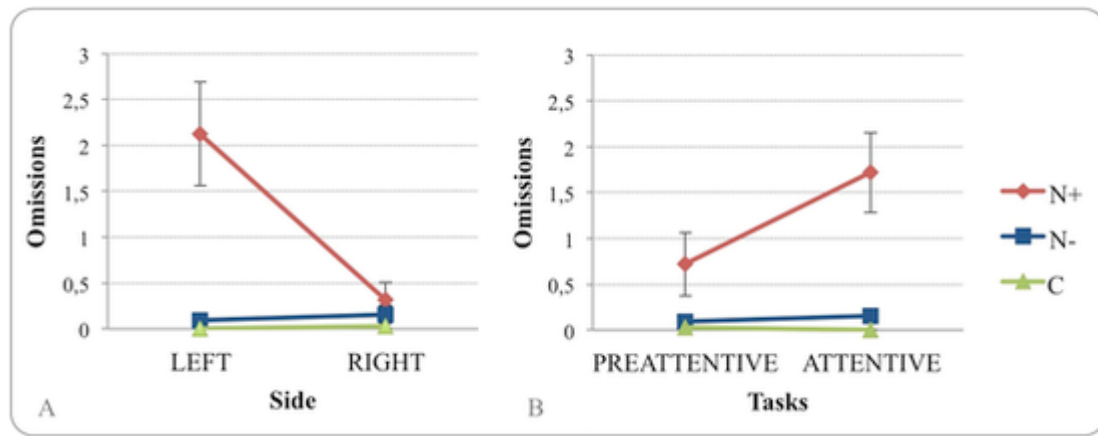 3
2,5
2
1,5
1
0,5
0
Omissions
LEFT RIGHT
Side
A
3
2,5
2
1,5
1
0,5
0
Omissions
PREATTENTIVE ATTENTIVE
Tasks
B
N+
N-
C